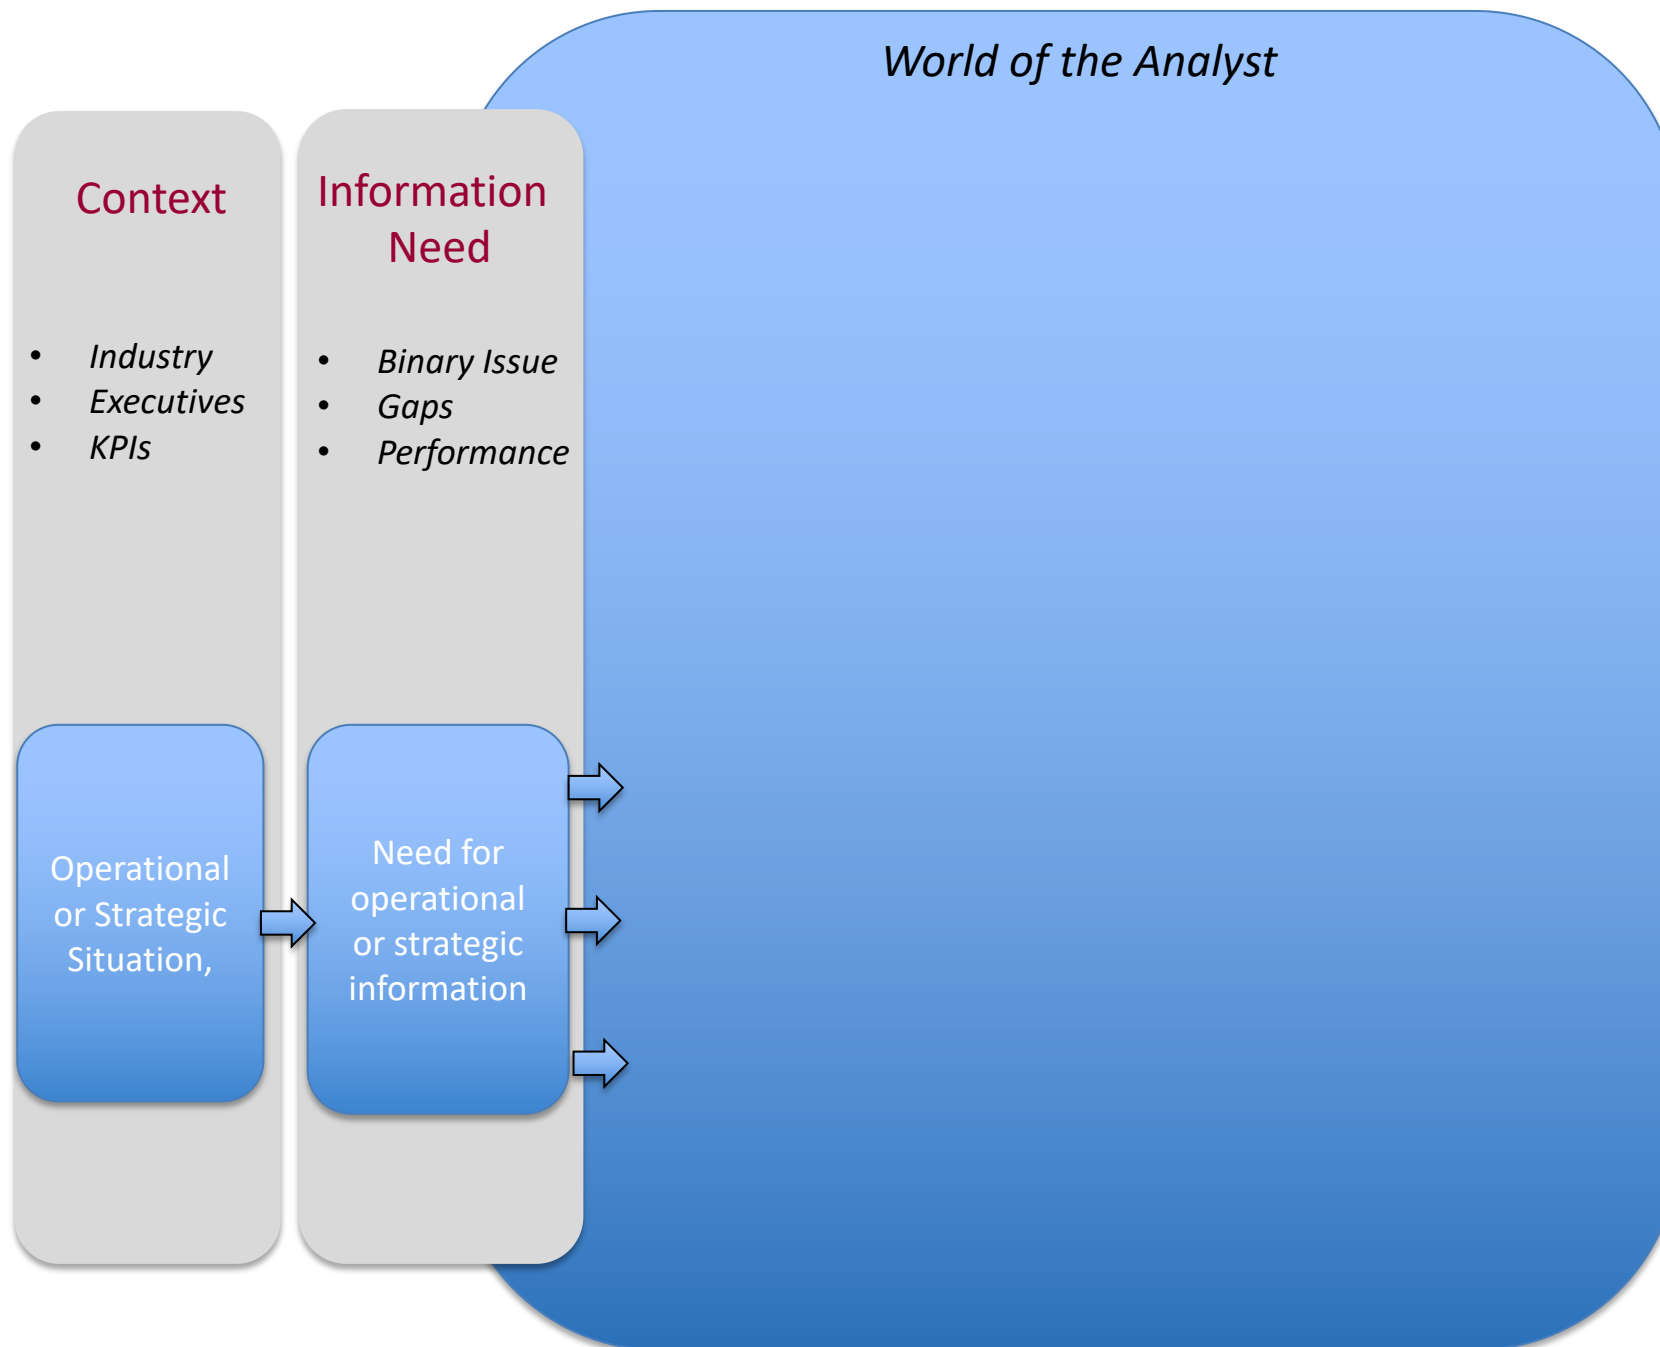 World of the Analyst
Context
• Industry
• Executives
• KPIs
Operational
or Strategic
Situation,
Information
Need
• Binary Issue
• Gaps
• Performance
Need for
operational
or strategic
information